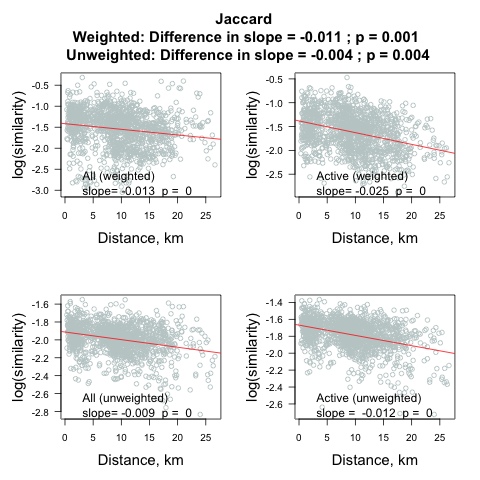 Jaccard
Weighted: Difference in slope = -0.011 ; p = 0.001
Unweighted: Difference in slope = -0.004 ; p = 0.004
log(similarity)
-0.5
-1.0
-1.5
-2.0
-2.5
-3.0
All (weighted)
slope= -0.013 p = 0
0 5 10 15 20 25
Distance, km
log(similarity)
-0.5
-1.0
-1.5
-2.0
-2.5
Active (weighted)
slope= -0.025 p = 0
0 5 10 15 20 25
Distance, km
log(similarity)
-1.6
-1.8
-2.0
-2.2
-2.4
-2.6
-2.8
All (unweighted)
slope= -0.009 p = 0
0 5 10 15 20 25
Distance, km
log(similarity)
-1.4
-1.6
-1.8
-2.0
-2.2
-2.4
-2.6
Active (unweighted)
slope = -0.012 p = 0
0 5 10 15 20 25
Distance, km